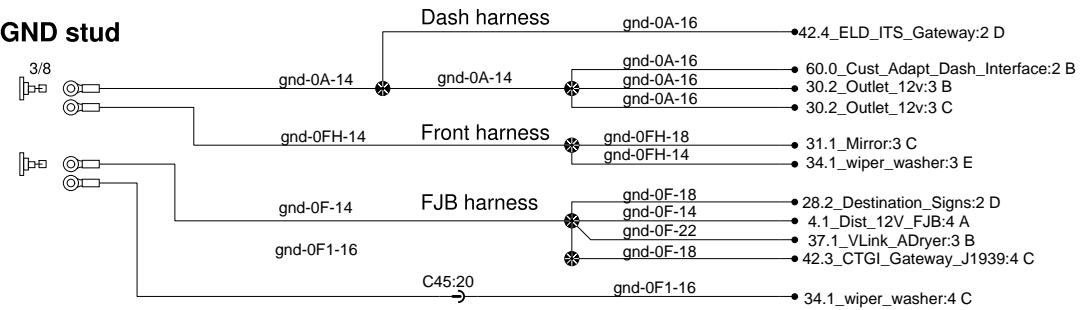 GND stud
Dash harness
gnd-0A-16
42.4_ELD_ITS_Gateway:2 D
3/8
gnd-0A-14
gnd-0A-14
gnd-0A-16
60.0_Cust_Adapt_Dash_Interface:2 B
gnd-0A-16
30.2_Outlet_12v:3 B
gnd-0A-16
30.2_Outlet_12v:3 C
gnd-0FH-14
Front harness
gnd-0FH-18
31.1_Mirror:3 C
gnd-0FH-14
34.1_wiper_washer:3 E
gnd-0F-14
FJB harness
gnd-0F-18
28.2_Destination_Signs:2 D
gnd-0F-14
4.1_Dist_12V_FJB:4 A
gnd-0F-22
37.1_VLink_ADryer:3 B
gnd-0F1-16
gnd-0F-18
42.3_CTGI_Gateway_J1939:4 C
C45:20
gnd-0F1-16
34.1_wiper_washer:4 C